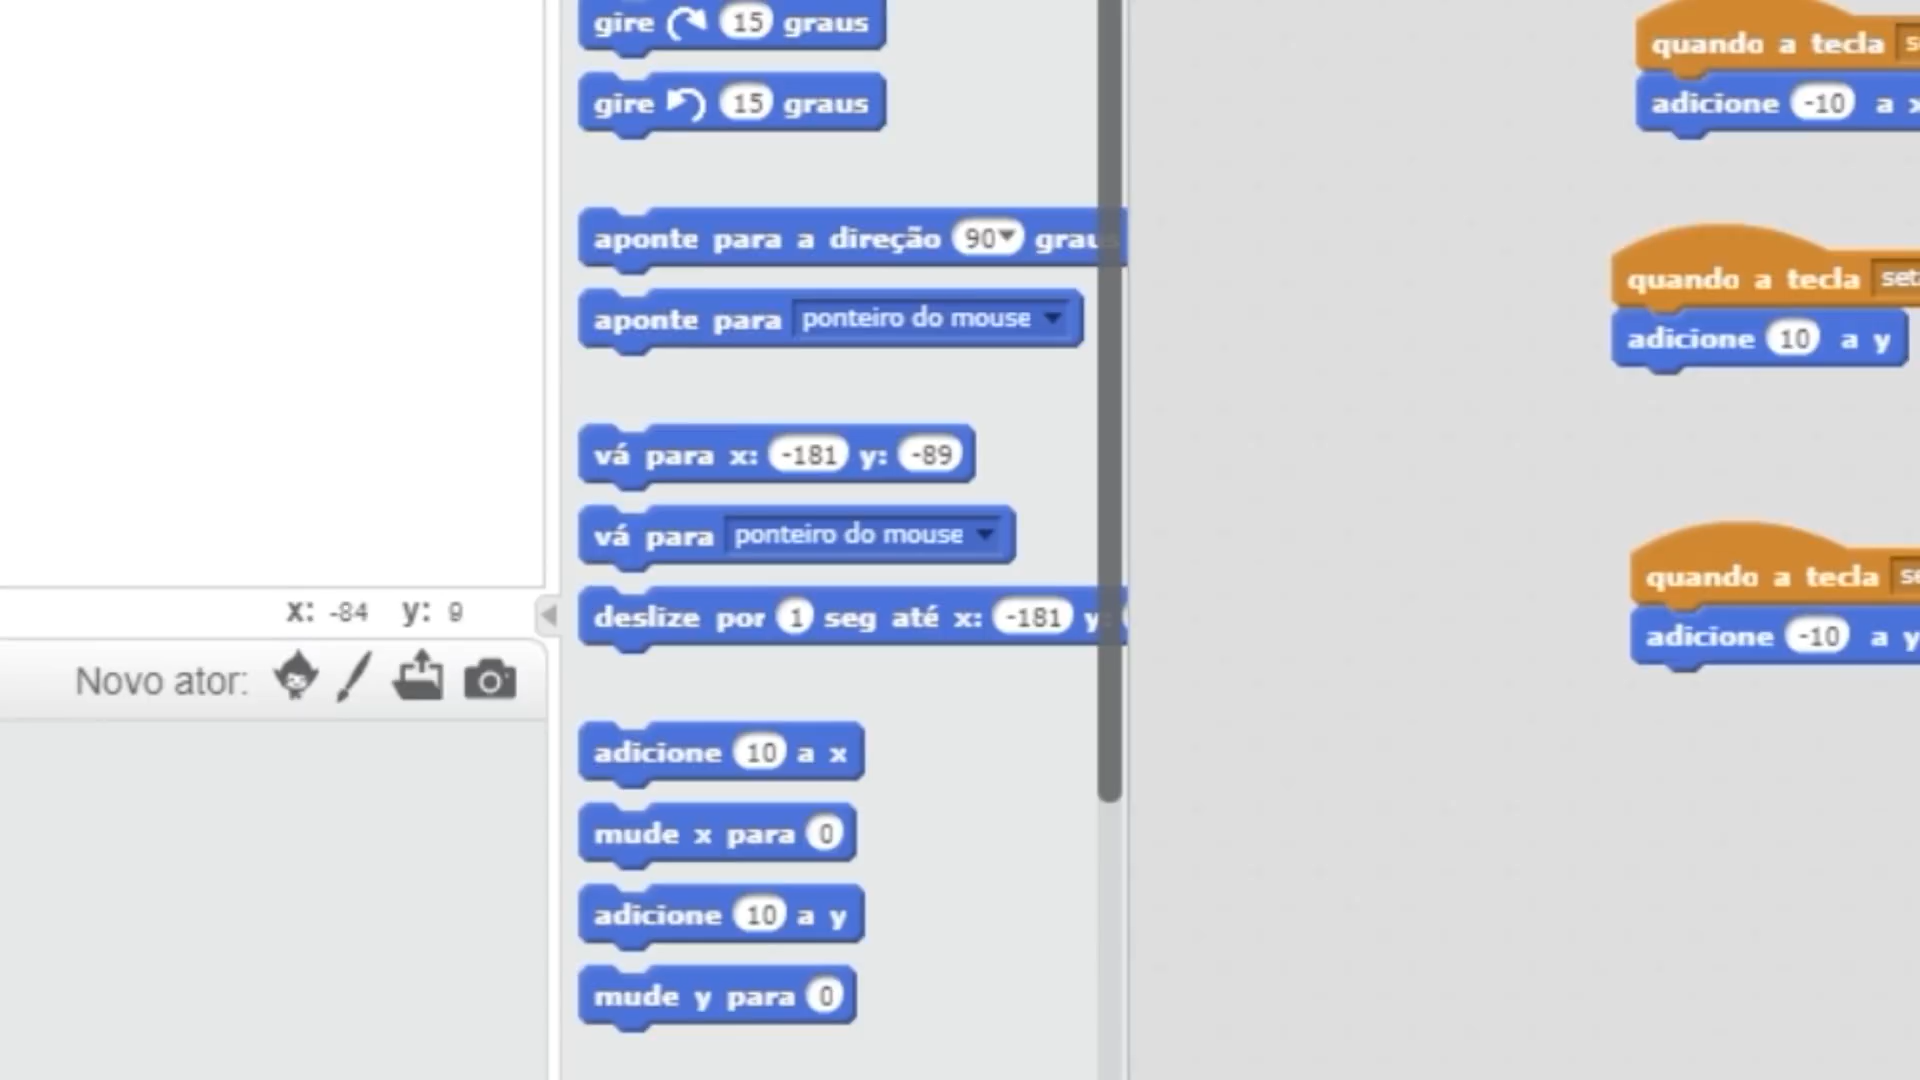 gire 15 graus
gire 15 graus
aponte para a direção 90 graus
aponte para ponteiro do mouse
vá para x: -181 y: -89
vá para ponteiro do mouse
deslize por 1 seg até x: -181 y:
adicione 10 a x
mude x para 0
adicione 10 a y
mude y para 0
x: -84 y: 9
Novo ator:
quando a tecla
adicione -10 a x
quando a tecla
adicione 10 a y
quando a tecla
adicione -10 a y